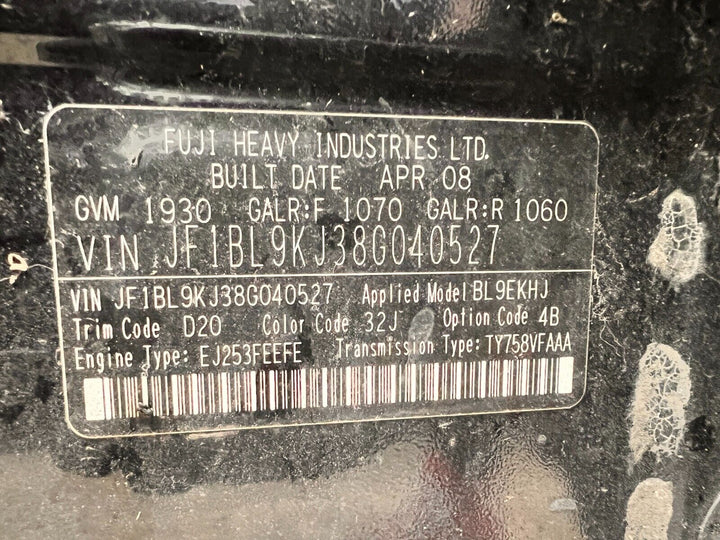 FUJI HEAVY INDUSTRIES LTD.
BUILT DATE APR 08
GVM 1930 GALR:F 1070 GALR:R 1060
VIN JF1BL9KJ38G040527
VIN JF1BL9KJ38G040527 Applied Model BL9EKHJ
Trim Code D20 Color Code 32J Option Code 4B
Engine Type: EJ253FEEFE Transmission Type: TY758VFAAA